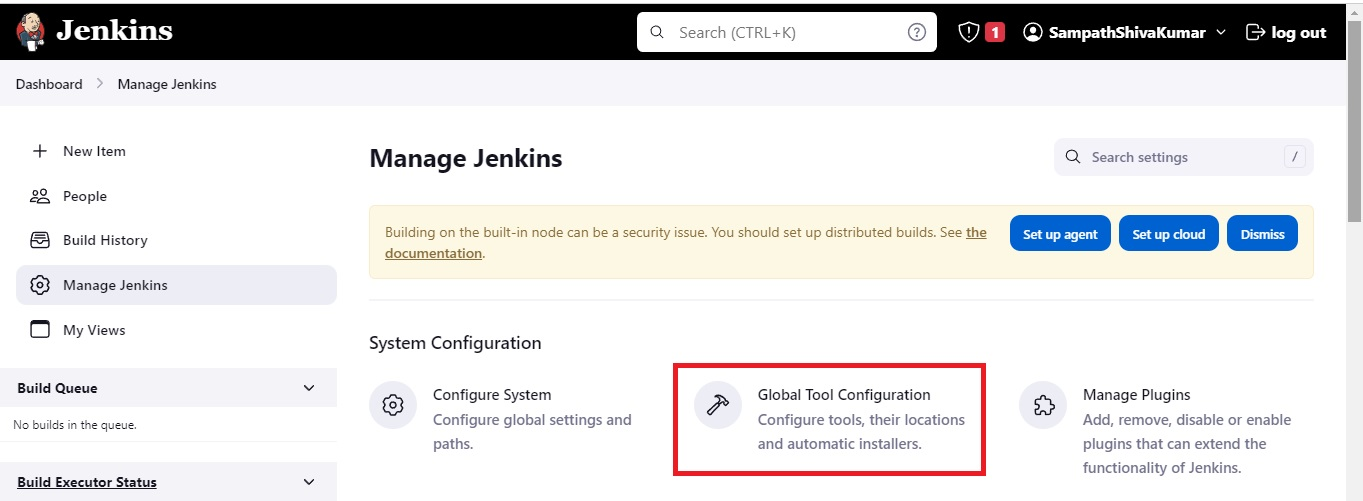 Jenkins
Search (CTRL+K)
?
1
SampathShivaKumar
log out
Dashboard
Manage Jenkins
New Item
People
Build History
Manage Jenkins
My Views
Build Queue
No builds in the queue.
Build Executor Status
Manage Jenkins
Search settings
/
Building on the built-in node can be a security issue. You should set up distributed builds. See the
documentation.
Set up agent
Set up cloud
Dismiss
System Configuration
Configure System
Configure global settings and
paths.
Global Tool Configuration
Configure tools, their locations
and automatic installers.
Manage Plugins
Add, remove, disable or enable
plugins that can extend the
functionality of Jenkins.